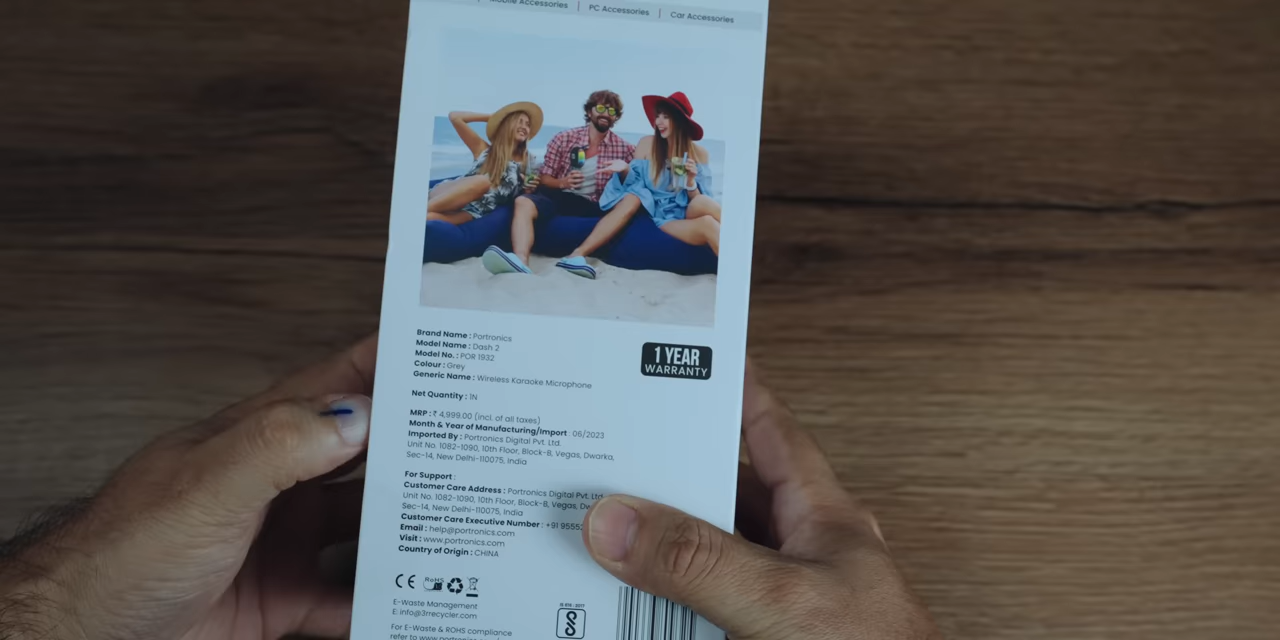 Mobile Accessories | PC Accessories | Car Accessories
Brand Name : Portronics
Model Name : Dash 2
Model No. : POR 1932
Colour : Grey
Generic Name : Wireless Karaoke Microphone
1 YEAR
WARRANTY
Net Quantity : 1N
MRP : ₹ 4,999.00 (incl. of all taxes)
Month & Year of Manufacturing/Import : 06/2023
Imported By : Portronics Digital Pvt. Ltd.
Unit No. 1082-1090, 10th Floor, Block-B, Vegas, Dwarka,
Sec-14, New Delhi-110075, India
For Support :
Customer Care Address : Portronics Digital Pvt. Ltd.
Unit No. 1082-1090, 10th Floor, Block-B, Vegas,
Sec-14, New Delhi-110075, India
Customer Care Executive Number : +91 9555
Email : help@portronics.com
Visit : www.portronics.com
Country of Origin : CHINA
CE RoHS
E-Waste Management
E: info@3rrecycler.com
For E-Waste & ROHS compliance
refer to